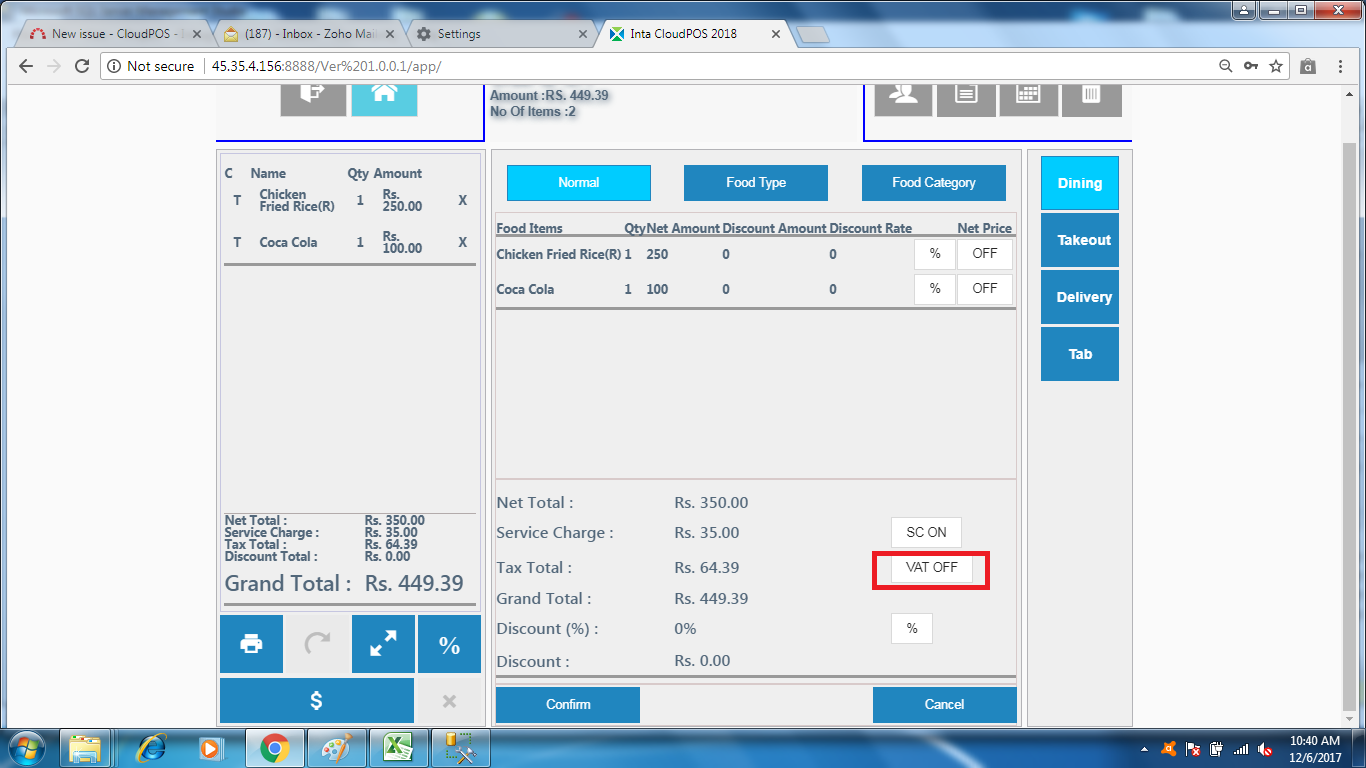 New issue - CloudPOS -
(187) - Inbox - Zoho Mai
Settings
Inta CloudPOS 2018
Not secure
45.35.4.156:8888/Ver%201.0.0.1/app/
Amount :RS. 449.39
No Of Items :2
C Name Qty Amount
T Chicken Fried Rice(R) 1 Rs. 250.00 X
T Coca Cola 1 Rs. 100.00 X
Net Total : Rs. 350.00
Service Charge : Rs. 35.00
Tax Total : Rs. 64.39
Discount Total : Rs. 0.00
Grand Total : Rs. 449.39
%
$
Normal Food Type Food Category
Food Items Qty Net Amount Discount Amount Discount Rate Net Price
Chicken Fried Rice(R) 1 250 0 0 % OFF
Coca Cola 1 100 0 0 % OFF
Net Total : Rs. 350.00
Service Charge : Rs. 35.00 SC ON
Tax Total : Rs. 64.39 VAT OFF
Grand Total : Rs. 449.39
Discount (%) : 0% %
Discount : Rs. 0.00
Confirm Cancel
Dining
Takeout
Delivery
Tab
10:40 AM
12/6/2017